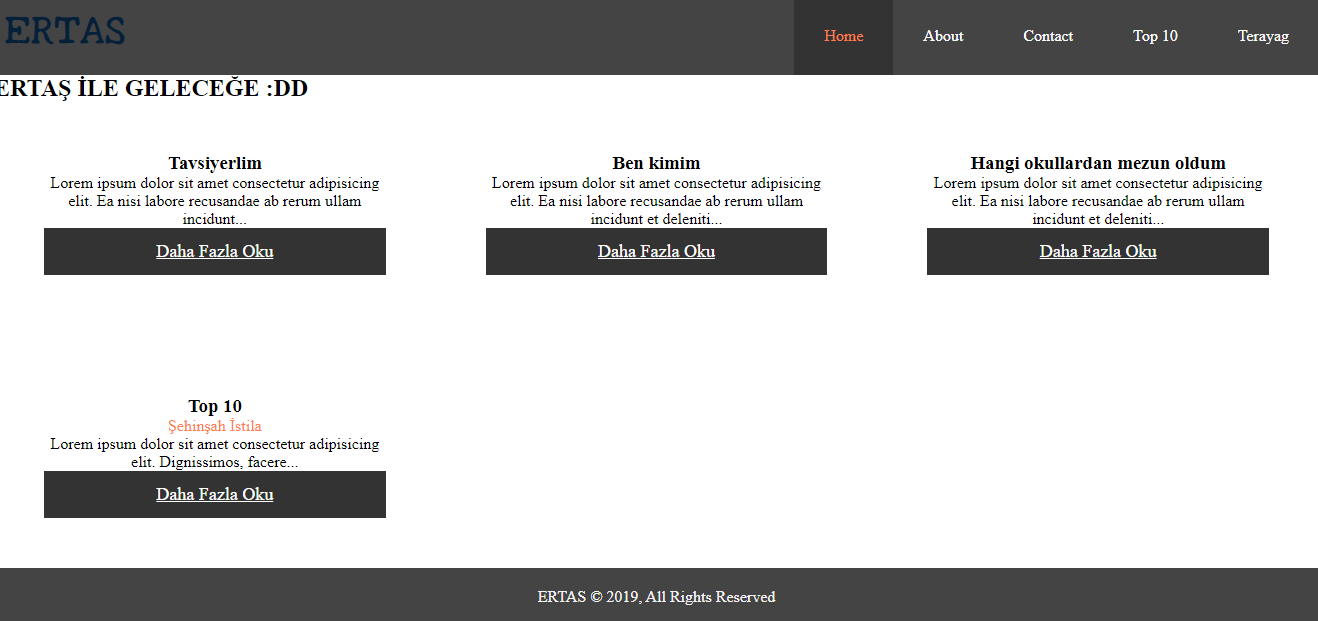 ERTAS
Home About Contact Top 10 Terayag
ERTAŞ İLE GELECEĞE :DD
Tavsiyerlim
Lorem ipsum dolor sit amet consectetur adipisicing
elit. Ea nisi labore recusandae ab rerum ullam
incidunt...
Daha Fazla Oku
Ben kimim
Lorem ipsum dolor sit amet consectetur adipisicing
elit. Ea nisi labore recusandae ab rerum ullam
incidunt et deleniti...
Daha Fazla Oku
Hangi okullardan mezun oldum
Lorem ipsum dolor sit amet consectetur adipisicing
elit. Ea nisi labore recusandae ab rerum ullam
incidunt et deleniti...
Daha Fazla Oku
Top 10
Şehinşah İstila
Lorem ipsum dolor sit amet consectetur adipisicing
elit. Dignissimos, facere...
Daha Fazla Oku
ERTAS © 2019, All Rights Reserved